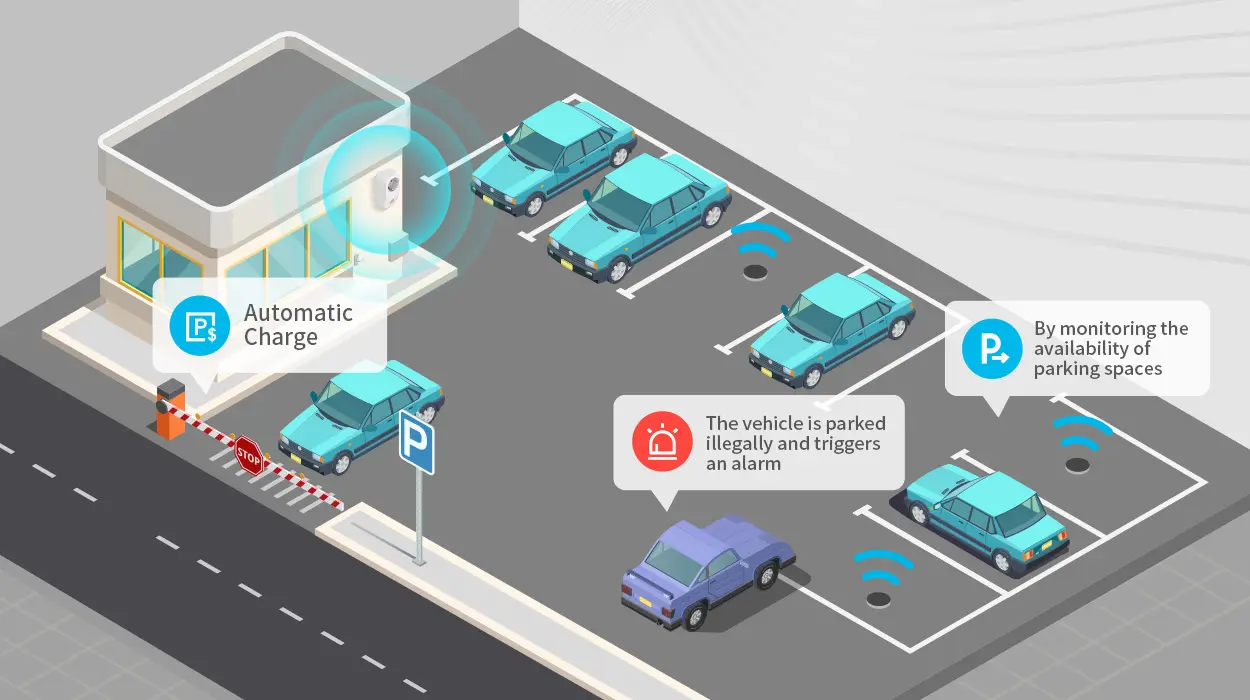 Automatic
Charge
P$
STOP
P
The vehicle is parked
illegally and triggers
an alarm
P
By monitoring the
availability of
parking spaces